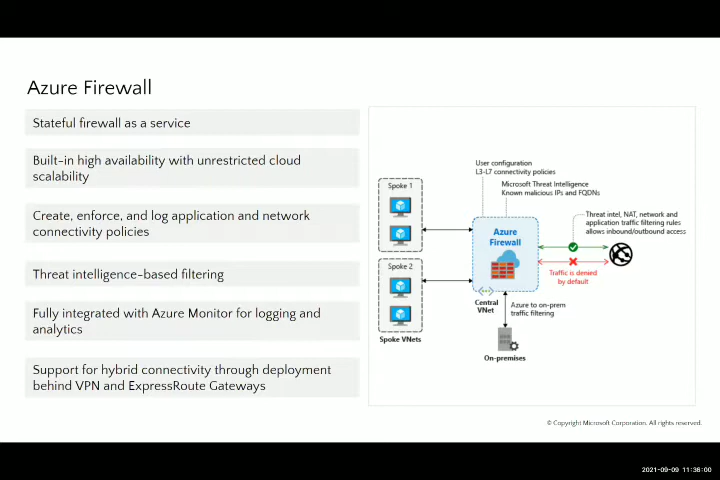 Azure Firewall
Stateful firewall as a service
Built-in high availability with unrestricted cloud
scalability
Create, enforce, and log application and network
connectivity policies
Threat intelligence-based filtering
Fully integrated with Azure Monitor for logging and
analytics
Support for hybrid connectivity through deployment
behind VPN and ExpressRoute Gateways
User configuration
L3-L7 connectivity policies
Microsoft Threat Intelligence
Known malicious IPs and FQDNs
Spoke 1
Spoke 2
Spoke VNets
Azure
Firewall
Threat intel, NAT, network and
application traffic filtering rules
allows inbound/outbound access
Traffic is denied
by default
Central
VNet
Azure to on-prem
traffic filtering
On-premises
© Copyright Microsoft Corporation. All rights reserved.
2021-09-09 11:36:00